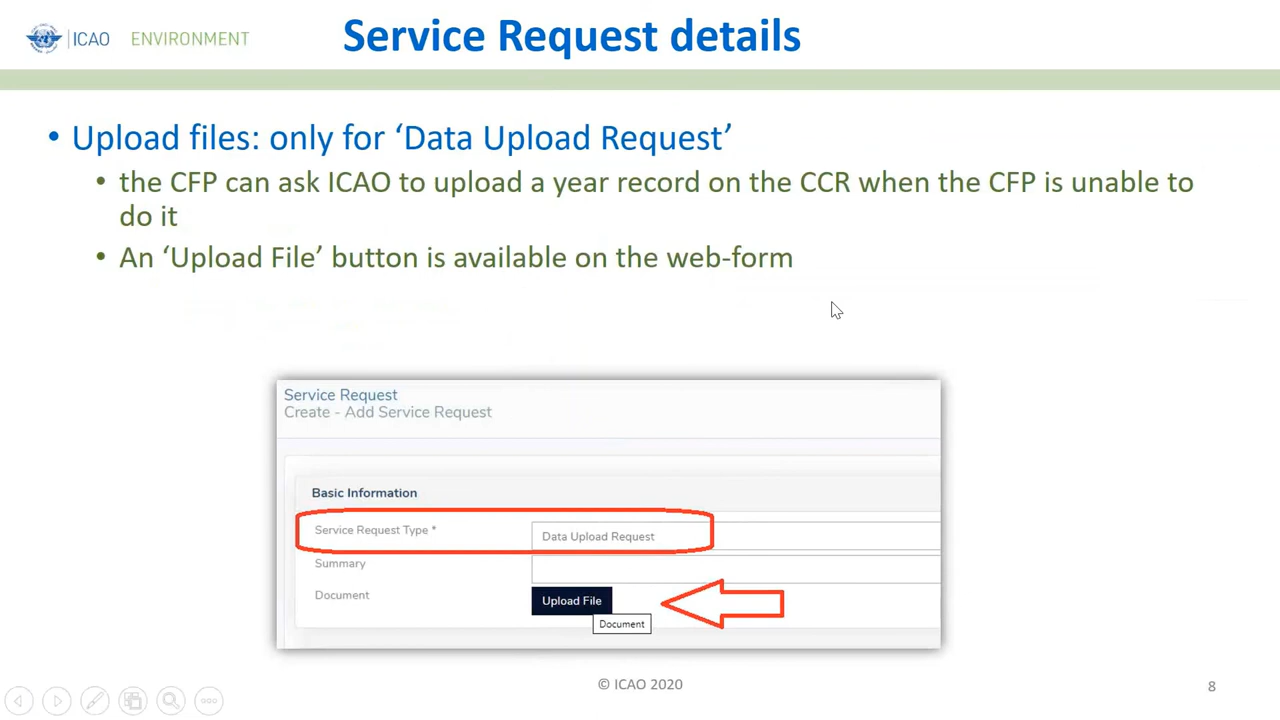 ICAO ENVIRONMENT
Service Request details
• Upload files: only for ‘Data Upload Request’
• the CFP can ask ICAO to upload a year record on the CCR when the CFP is unable to
do it
• An ‘Upload File’ button is available on the web-form
Service Request
Create - Add Service Request
Basic Information
Service Request Type *
Data Upload Request
Summary
Document
Upload File
Document
© ICAO 2020
8